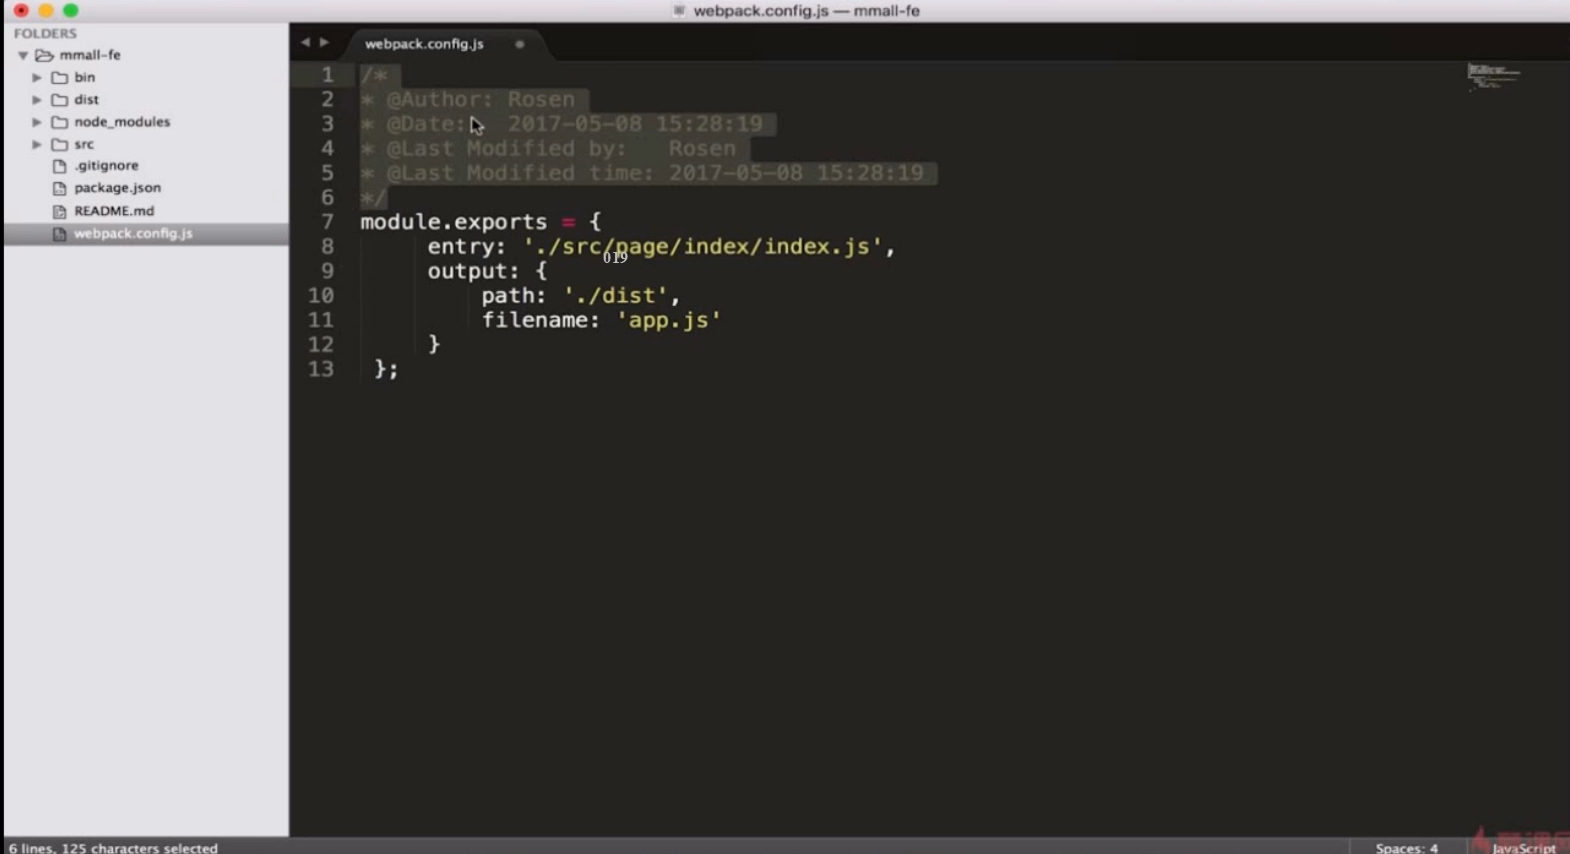 webpack.config.js — mmall-fe
FOLDERS
mmall-fe
bin
dist
node_modules
src
.gitignore
package.json
README.md
webpack.config.js
webpack.config.js
1 /*
2 * @Author: Rosen
3 * @Date:   2017-05-08 15:28:19
4 * @Last Modified by:   Rosen
5 * @Last Modified time: 2017-05-08 15:28:19
6 */
7 module.exports = {
8 entry: './src/page/index/index.js',
019
9 output: {
10 path: './dist',
11 filename: 'app.js'
12 }
13 };
6 lines, 125 characters selected
Spaces: 4
JavaScript